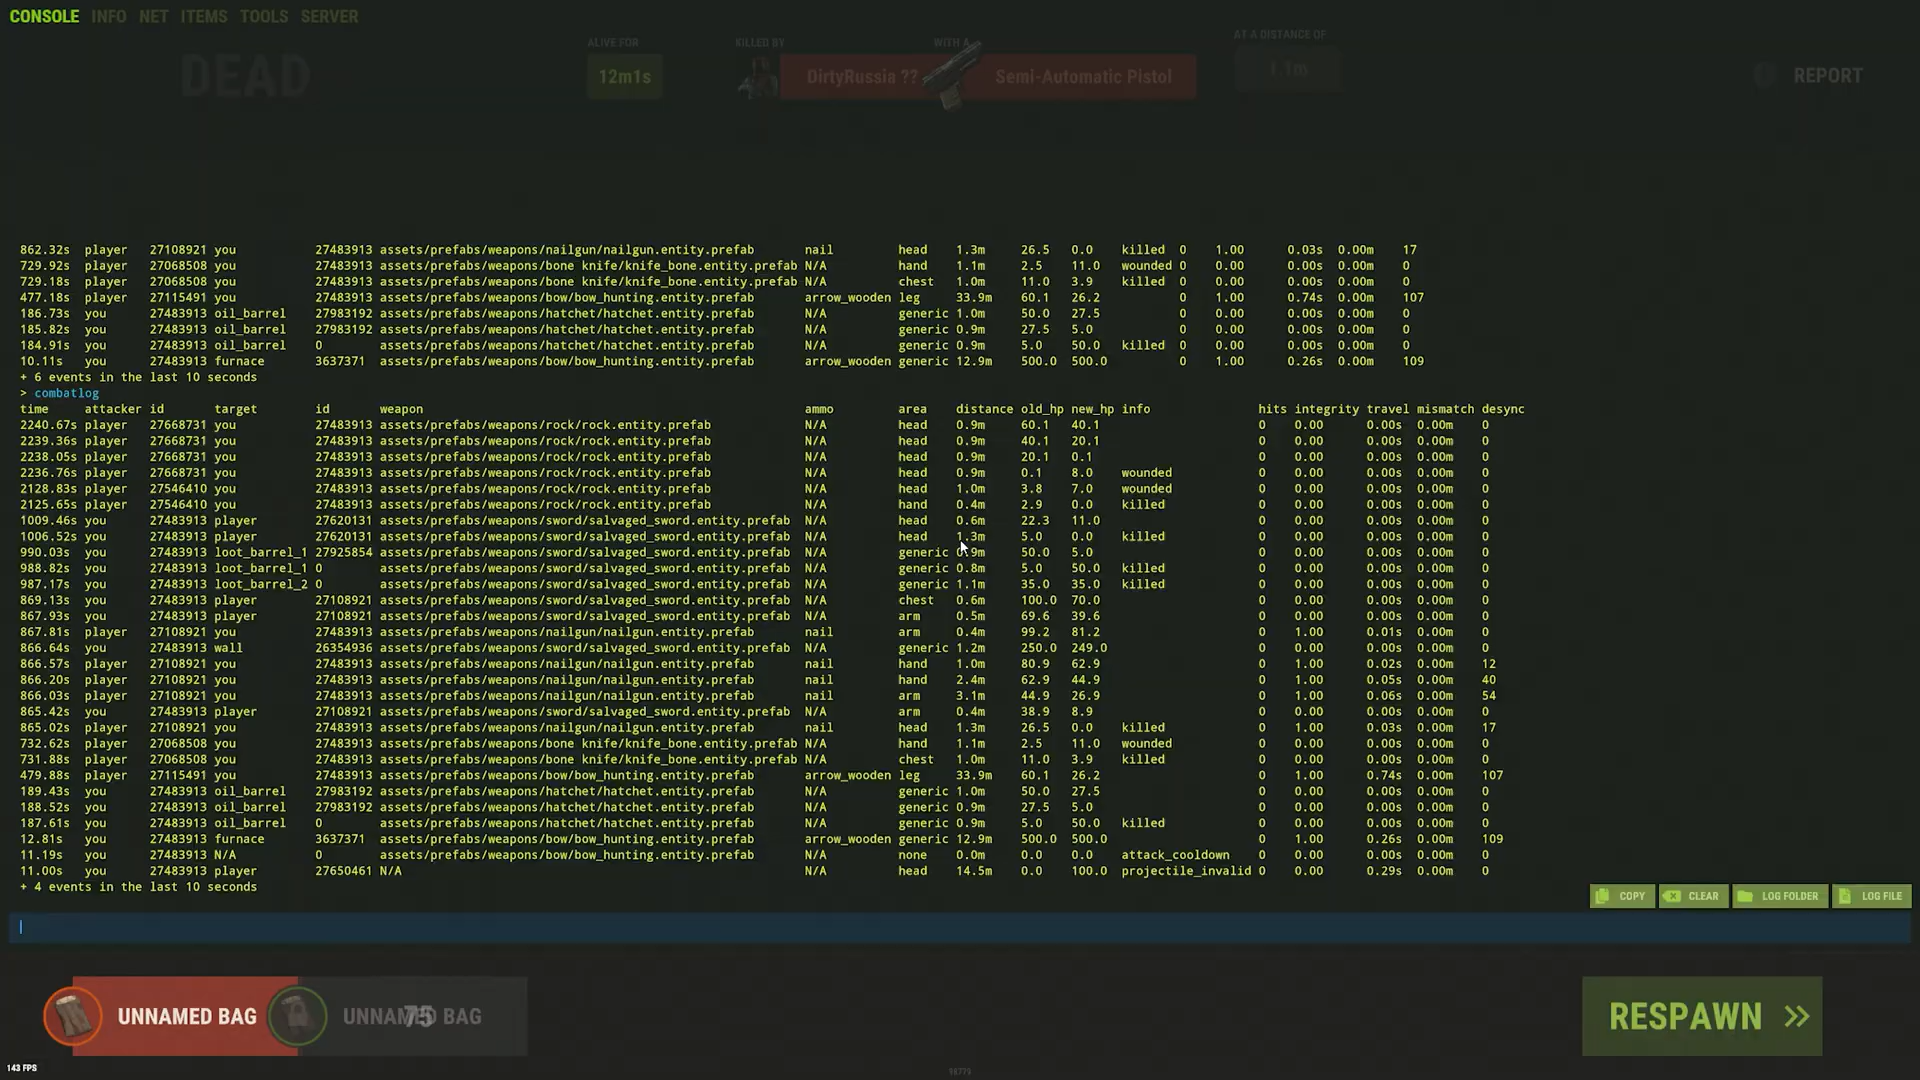 CONSOLE INFO NET ITEMS TOOLS SERVER
DEAD
ALIVE FOR
12m1s
KILLED BY
DirtyRussia ??
WITH A
Semi-Automatic Pistol
AT A DISTANCE OF
1.1m
REPORT
862.32s player 27108921 you 27483913 assets/prefabs/weapons/nailgun/nailgun.entity.prefab nail head 1.3m 26.5 0.0 killed 0 1.00 0.03s 0.00m 17
729.92s player 27068508 you 27483913 assets/prefabs/weapons/bone knife/knife_bone.entity.prefab N/A hand 1.1m 2.5 11.0 wounded 0 0.00 0.00s 0.00m 0
729.18s player 27068508 you 27483913 assets/prefabs/weapons/bone knife/knife_bone.entity.prefab N/A chest 1.0m 11.0 3.9 killed 0 0.00 0.00s 0.00m 0
477.18s player 27115491 you 27483913 assets/prefabs/weapons/bow/bow_hunting.entity.prefab arrow_wooden leg 33.9m 60.1 26.2 0 1.00 0.74s 0.00m 107
186.73s you 27483913 oil_barrel 27983192 assets/prefabs/weapons/hatchet/hatchet.entity.prefab N/A generic 1.0m 50.0 27.5 0 0.00 0.00s 0.00m 0
185.82s you 27483913 oil_barrel 27983192 assets/prefabs/weapons/hatchet/hatchet.entity.prefab N/A generic 0.9m 27.5 5.0 0 0.00 0.00s 0.00m 0
184.91s you 27483913 oil_barrel 0 assets/prefabs/weapons/hatchet/hatchet.entity.prefab N/A generic 0.9m 5.0 50.0 killed 0 0.00 0.00s 0.00m 0
10.11s you 27483913 furnace 3637371 assets/prefabs/weapons/bow/bow_hunting.entity.prefab arrow_wooden generic 12.9m 500.0 500.0 0 1.00 0.26s 0.00m 109
+ 6 events in the last 10 seconds
> combatlog
time attacker id target id weapon ammo area distance old_hp new_hp info hits integrity travel mismatch desync
2240.67s player 27668731 you 27483913 assets/prefabs/weapons/rock/rock.entity.prefab N/A head 0.9m 60.1 40.1 0 0.00 0.00s 0.00m 0
2239.36s player 27668731 you 27483913 assets/prefabs/weapons/rock/rock.entity.prefab N/A head 0.9m 40.1 20.1 0 0.00 0.00s 0.00m 0
2238.05s player 27668731 you 27483913 assets/prefabs/weapons/rock/rock.entity.prefab N/A head 0.9m 20.1 0.1 0 0.00 0.00s 0.00m 0
2236.76s player 27668731 you 27483913 assets/prefabs/weapons/rock/rock.entity.prefab N/A head 0.9m 0.1 8.0 wounded 0 0.00 0.00s 0.00m 0
2128.83s player 27546410 you 27483913 assets/prefabs/weapons/rock/rock.entity.prefab N/A head 1.0m 3.8 7.0 wounded 0 0.00 0.00s 0.00m 0
2125.65s player 27546410 you 27483913 assets/prefabs/weapons/rock/rock.entity.prefab N/A hand 0.4m 2.9 0.0 killed 0 0.00 0.00s 0.00m 0
1009.46s you 27483913 player 27620131 assets/prefabs/weapons/sword/salvaged_sword.entity.prefab N/A head 0.6m 22.3 11.0 0 0.00 0.00s 0.00m 0
1006.52s you 27483913 player 27620131 assets/prefabs/weapons/sword/salvaged_sword.entity.prefab N/A head 1.3m 5.0 0.0 killed 0 0.00 0.00s 0.00m 0
990.03s you 27483913 loot_barrel_1 27925854 assets/prefabs/weapons/sword/salvaged_sword.entity.prefab N/A generic 0.9m 50.0 5.0 0 0.00 0.00s 0.00m 0
988.82s you 27483913 loot_barrel_1 0 assets/prefabs/weapons/sword/salvaged_sword.entity.prefab N/A generic 0.8m 5.0 50.0 killed 0 0.00 0.00s 0.00m 0
987.17s you 27483913 loot_barrel_2 0 assets/prefabs/weapons/sword/salvaged_sword.entity.prefab N/A generic 1.1m 35.0 35.0 killed 0 0.00 0.00s 0.00m 0
869.13s you 27483913 player 27108921 assets/prefabs/weapons/sword/salvaged_sword.entity.prefab N/A chest 0.6m 100.0 70.0 0 0.00 0.00s 0.00m 0
867.93s you 27483913 player 27108921 assets/prefabs/weapons/sword/salvaged_sword.entity.prefab N/A arm 0.5m 69.6 39.6 0 0.00 0.00s 0.00m 0
867.81s player 27108921 you 27483913 assets/prefabs/weapons/nailgun/nailgun.entity.prefab nail arm 0.4m 99.2 81.2 0 1.00 0.01s 0.00m 0
866.64s you 27483913 wall 26354936 assets/prefabs/weapons/sword/salvaged_sword.entity.prefab N/A generic 1.2m 250.0 249.0 0 0.00 0.00s 0.00m 0
866.57s player 27108921 you 27483913 assets/prefabs/weapons/nailgun/nailgun.entity.prefab nail hand 1.0m 80.9 62.9 0 1.00 0.02s 0.00m 12
866.20s player 27108921 you 27483913 assets/prefabs/weapons/nailgun/nailgun.entity.prefab nail hand 2.4m 62.9 44.9 0 1.00 0.05s 0.00m 40
866.03s player 27108921 you 27483913 assets/prefabs/weapons/nailgun/nailgun.entity.prefab nail arm 3.1m 44.9 26.9 0 1.00 0.06s 0.00m 54
865.42s you 27483913 player 27108921 assets/prefabs/weapons/sword/salvaged_sword.entity.prefab N/A arm 0.4m 38.9 8.9 0 0.00 0.00s 0.00m 0
865.02s player 27108921 you 27483913 assets/prefabs/weapons/nailgun/nailgun.entity.prefab nail head 1.3m 26.5 0.0 killed 0 1.00 0.03s 0.00m 17
732.62s player 27068508 you 27483913 assets/prefabs/weapons/bone knife/knife_bone.entity.prefab N/A hand 1.1m 2.5 11.0 wounded 0 0.00 0.00s 0.00m 0
731.88s player 27068508 you 27483913 assets/prefabs/weapons/bone knife/knife_bone.entity.prefab N/A chest 1.0m 11.0 3.9 killed 0 0.00 0.00s 0.00m 0
479.88s player 27115491 you 27483913 assets/prefabs/weapons/bow/bow_hunting.entity.prefab arrow_wooden leg 33.9m 60.1 26.2 0 1.00 0.74s 0.00m 107
189.43s you 27483913 oil_barrel 27983192 assets/prefabs/weapons/hatchet/hatchet.entity.prefab N/A generic 1.0m 50.0 27.5 0 0.00 0.00s 0.00m 0
188.52s you 27483913 oil_barrel 27983192 assets/prefabs/weapons/hatchet/hatchet.entity.prefab N/A generic 0.9m 27.5 5.0 0 0.00 0.00s 0.00m 0
187.61s you 27483913 oil_barrel 0 assets/prefabs/weapons/hatchet/hatchet.entity.prefab N/A generic 0.9m 5.0 50.0 killed 0 0.00 0.00s 0.00m 0
12.81s you 27483913 furnace 3637371 assets/prefabs/weapons/bow/bow_hunting.entity.prefab arrow_wooden generic 12.9m 500.0 500.0 0 1.00 0.26s 0.00m 109
11.19s you 27483913 N/A 0 assets/prefabs/weapons/bow/bow_hunting.entity.prefab N/A none 0.0m 0.0 0.0 attack_cooldown 0 0.00 0.00s 0.00m 0
11.00s you 27483913 player 27650461 N/A N/A head 14.5m 0.0 100.0 projectile_invalid 0 0.00 0.29s 0.00m 0
+ 4 events in the last 10 seconds
COPY CLEAR LOG FOLDER LOG FILE
UNNAMED BAG
UNNAMED BAG
75
RESPAWN
143 FPS